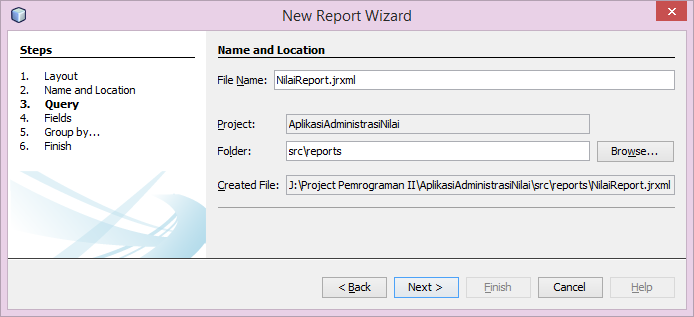 New Report Wizard
Steps
1. Layout
2. Name and Location
3. Query
4. Fields
5. Group by...
6. Finish
Name and Location
File Name: NilaiReport.jrxml
Project: AplikasiAdministrasiNilai
Folder: src\reports Browse...
Created File: J:\Project Pemrograman II\AplikasiAdministrasiNilai\src\reports\NilaiReport.jrxml
< Back Next > Finish Cancel Help